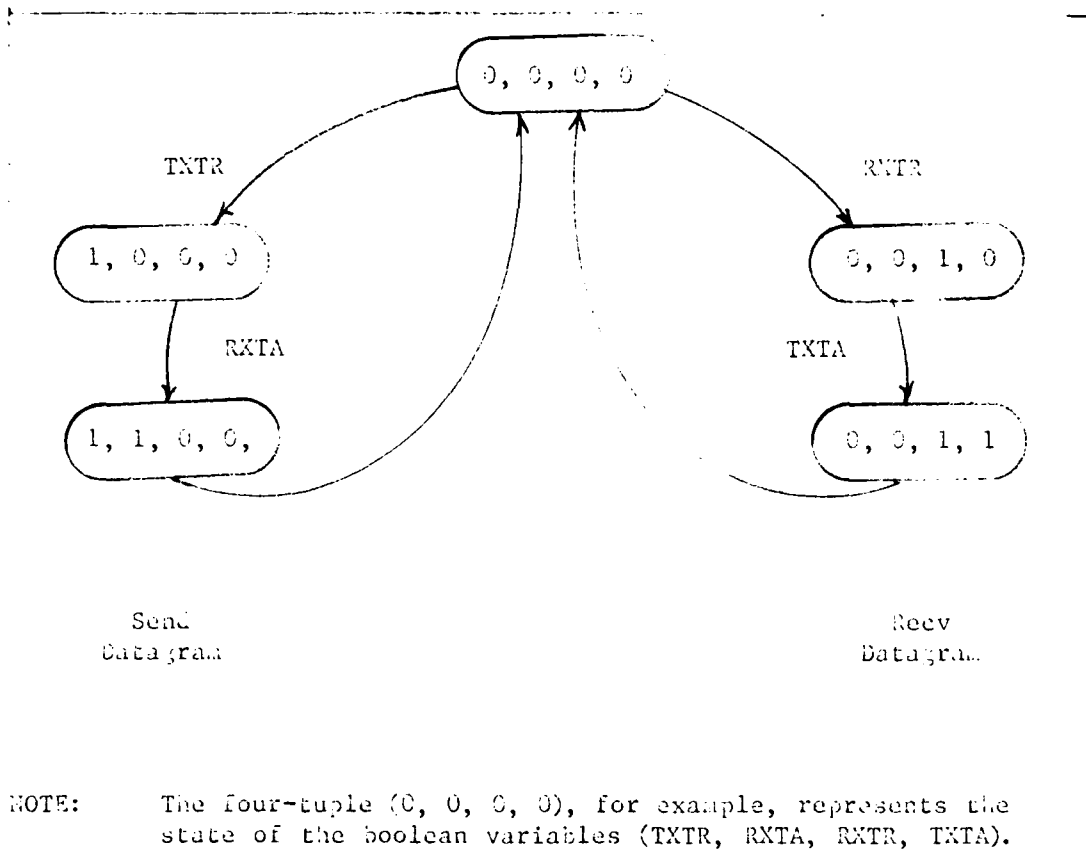 0, 0, 0, 0
TXTR
RXTR
1, 0, 0, 0
0, 0, 1, 0
RXTA
TXTA
1, 1, 0, 0,
0, 0, 1, 1
Send
Datagram
Recv
Datagram
NOTE: The four-tuple (0, 0, 0, 0), for example, represents the
state of the boolean variables (TXTR, RXTA, RXTR, TXTA).